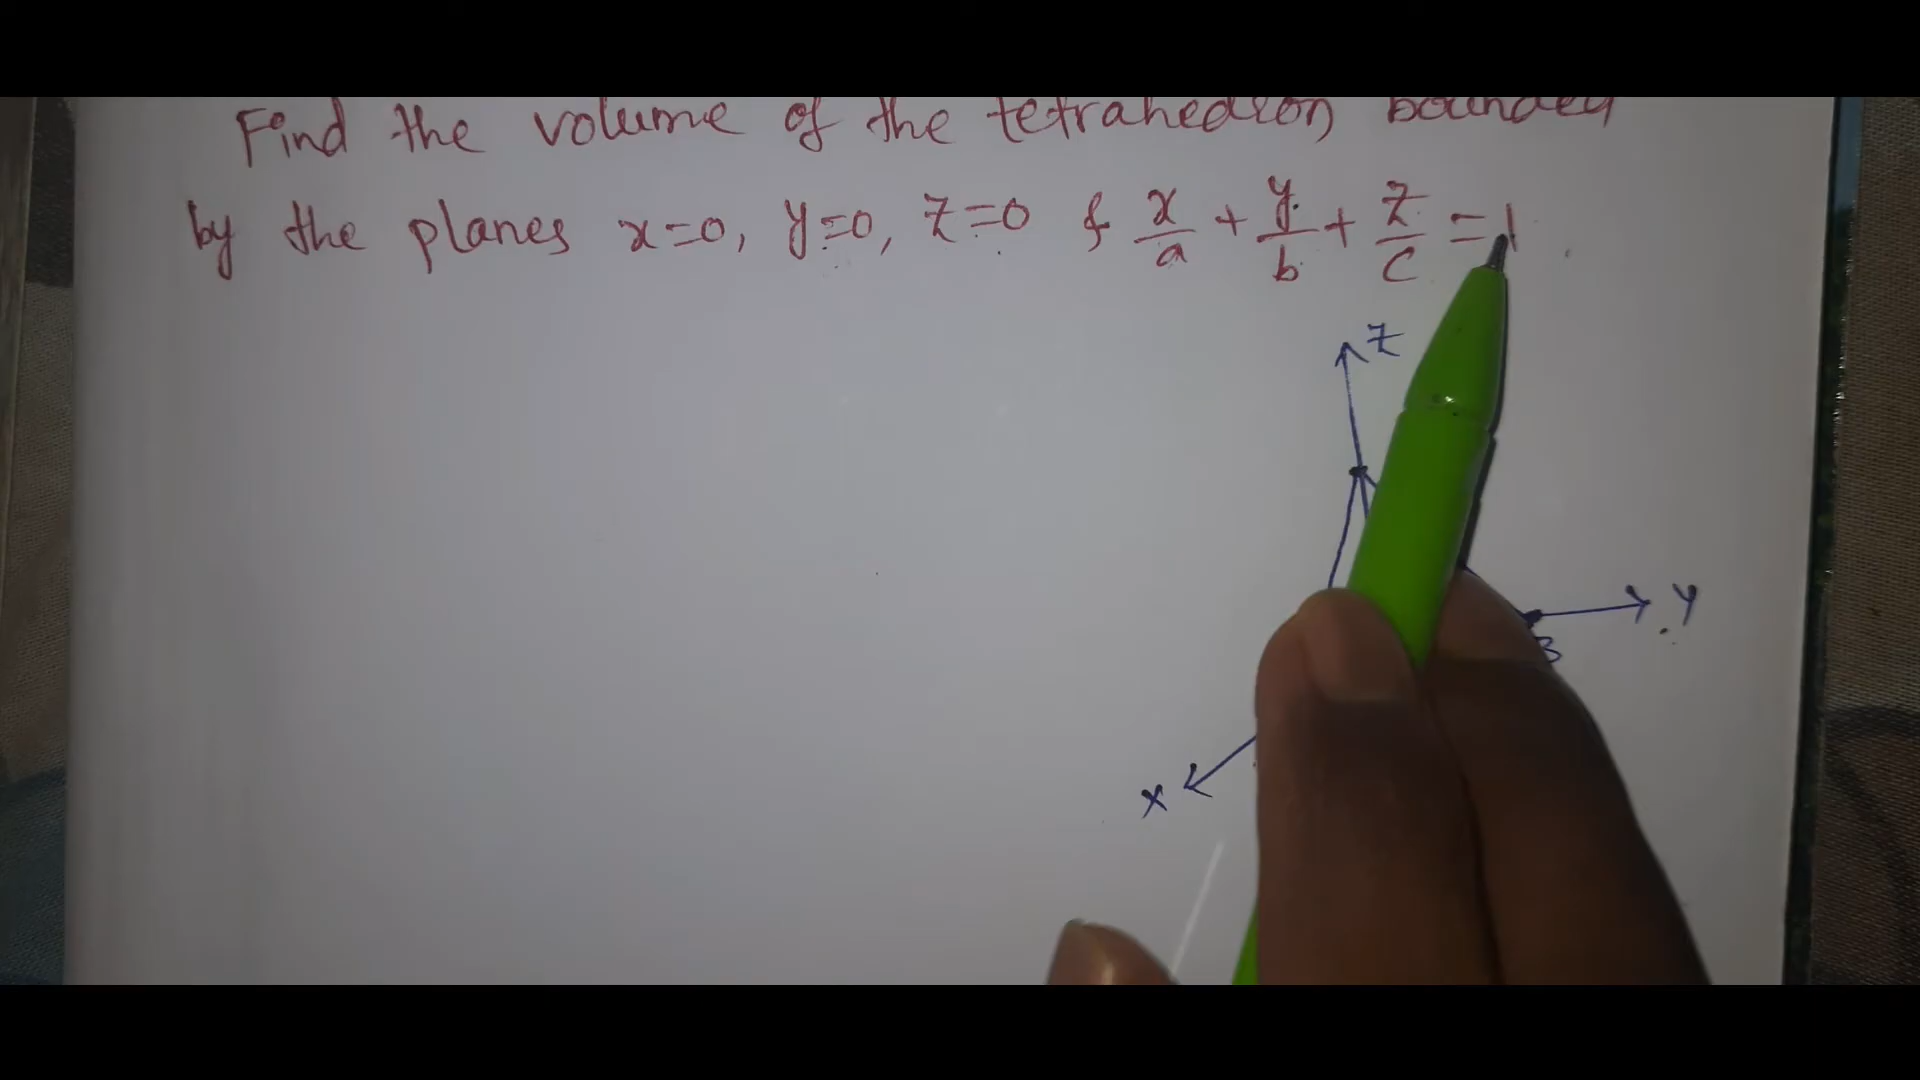 Find the volume of the tetrahedron bounded
by the planes x=0, y=0, z=0 & x/a + y/b + z/c = 1
z
y
B
x